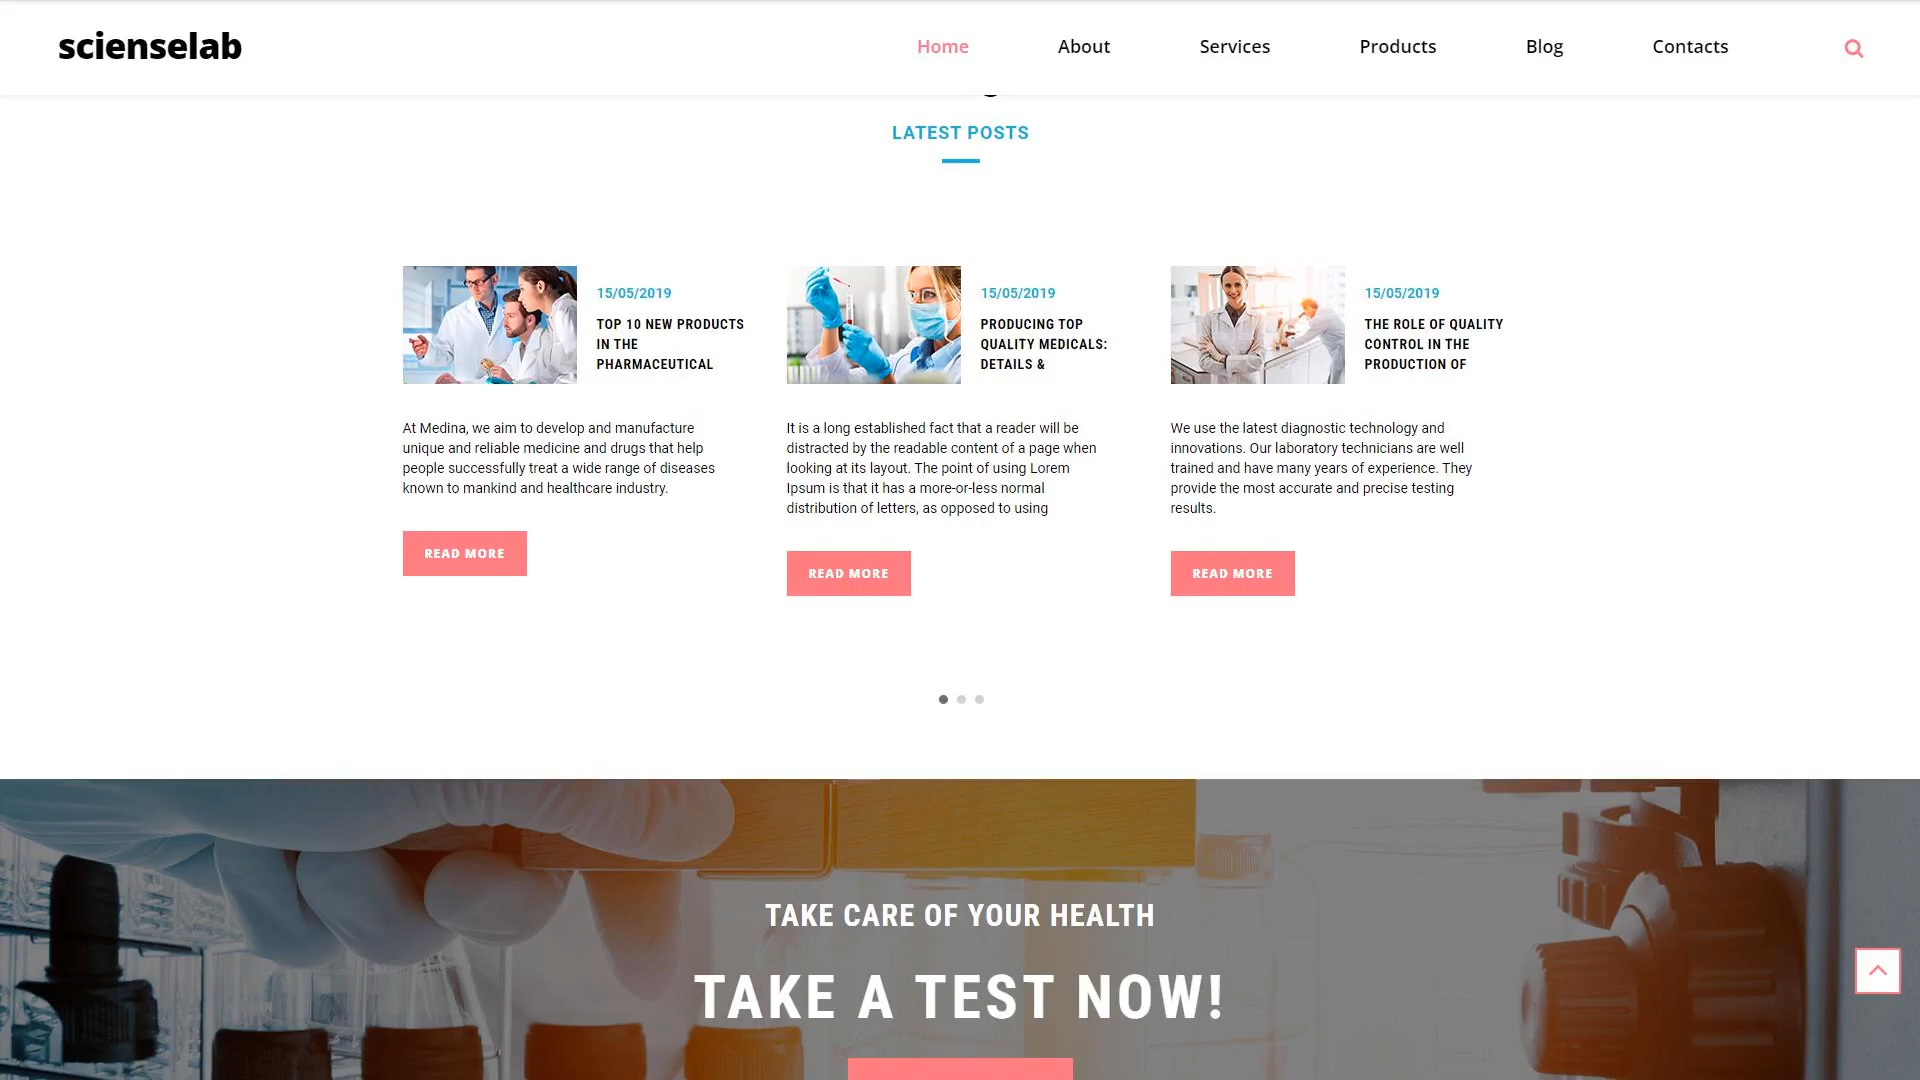 scienselab
Home
About
Services
Products
Blog
Contacts
LATEST POSTS
15/05/2019
TOP 10 NEW PRODUCTS
IN THE
PHARMACEUTICAL
At Medina, we aim to develop and manufacture
unique and reliable medicine and drugs that help
people successfully treat a wide range of diseases
known to mankind and healthcare industry.
READ MORE
15/05/2019
PRODUCING TOP
QUALITY MEDICALS:
DETAILS &
It is a long established fact that a reader will be
distracted by the readable content of a page when
looking at its layout. The point of using Lorem
Ipsum is that it has a more-or-less normal
distribution of letters, as opposed to using
READ MORE
15/05/2019
THE ROLE OF QUALITY
CONTROL IN THE
PRODUCTION OF
We use the latest diagnostic technology and
innovations. Our laboratory technicians are well
trained and have many years of experience. They
provide the most accurate and precise testing
results.
READ MORE
TAKE CARE OF YOUR HEALTH
TAKE A TEST NOW!